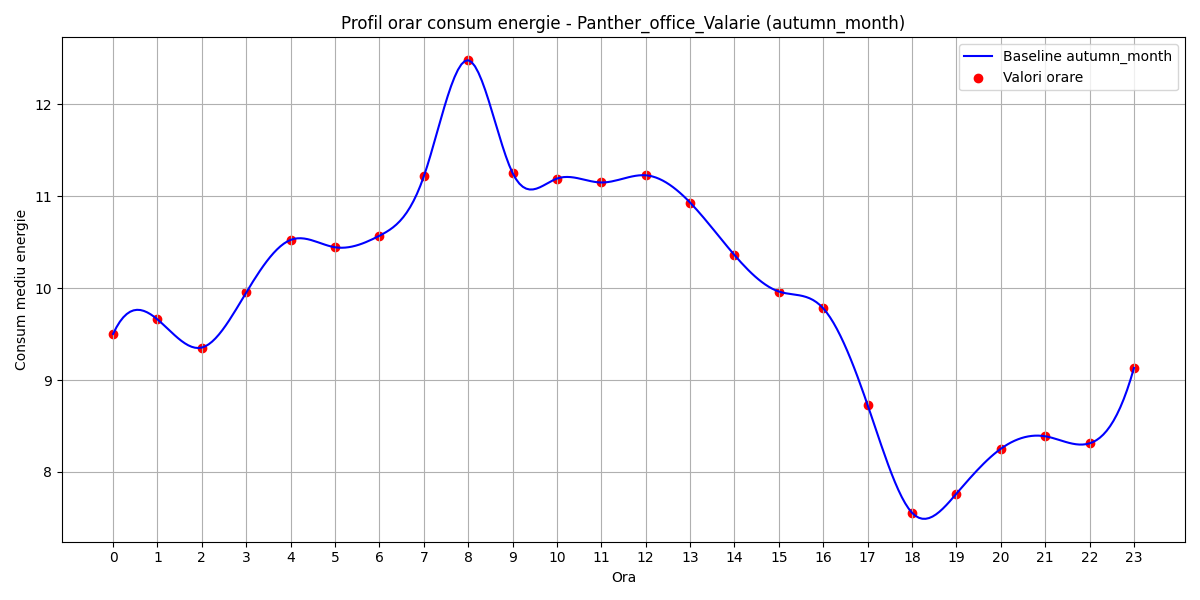 Profil orar consum energie - Panther_office_Valarie (autumn_month)
Baseline autumn_month
Valori orare
Consum mediu energie
12
11
10
9
8
0 1 2 3 4 5 6 7 8 9 10 11 12 13 14 15 16 17 18 19 20 21 22 23
Ora